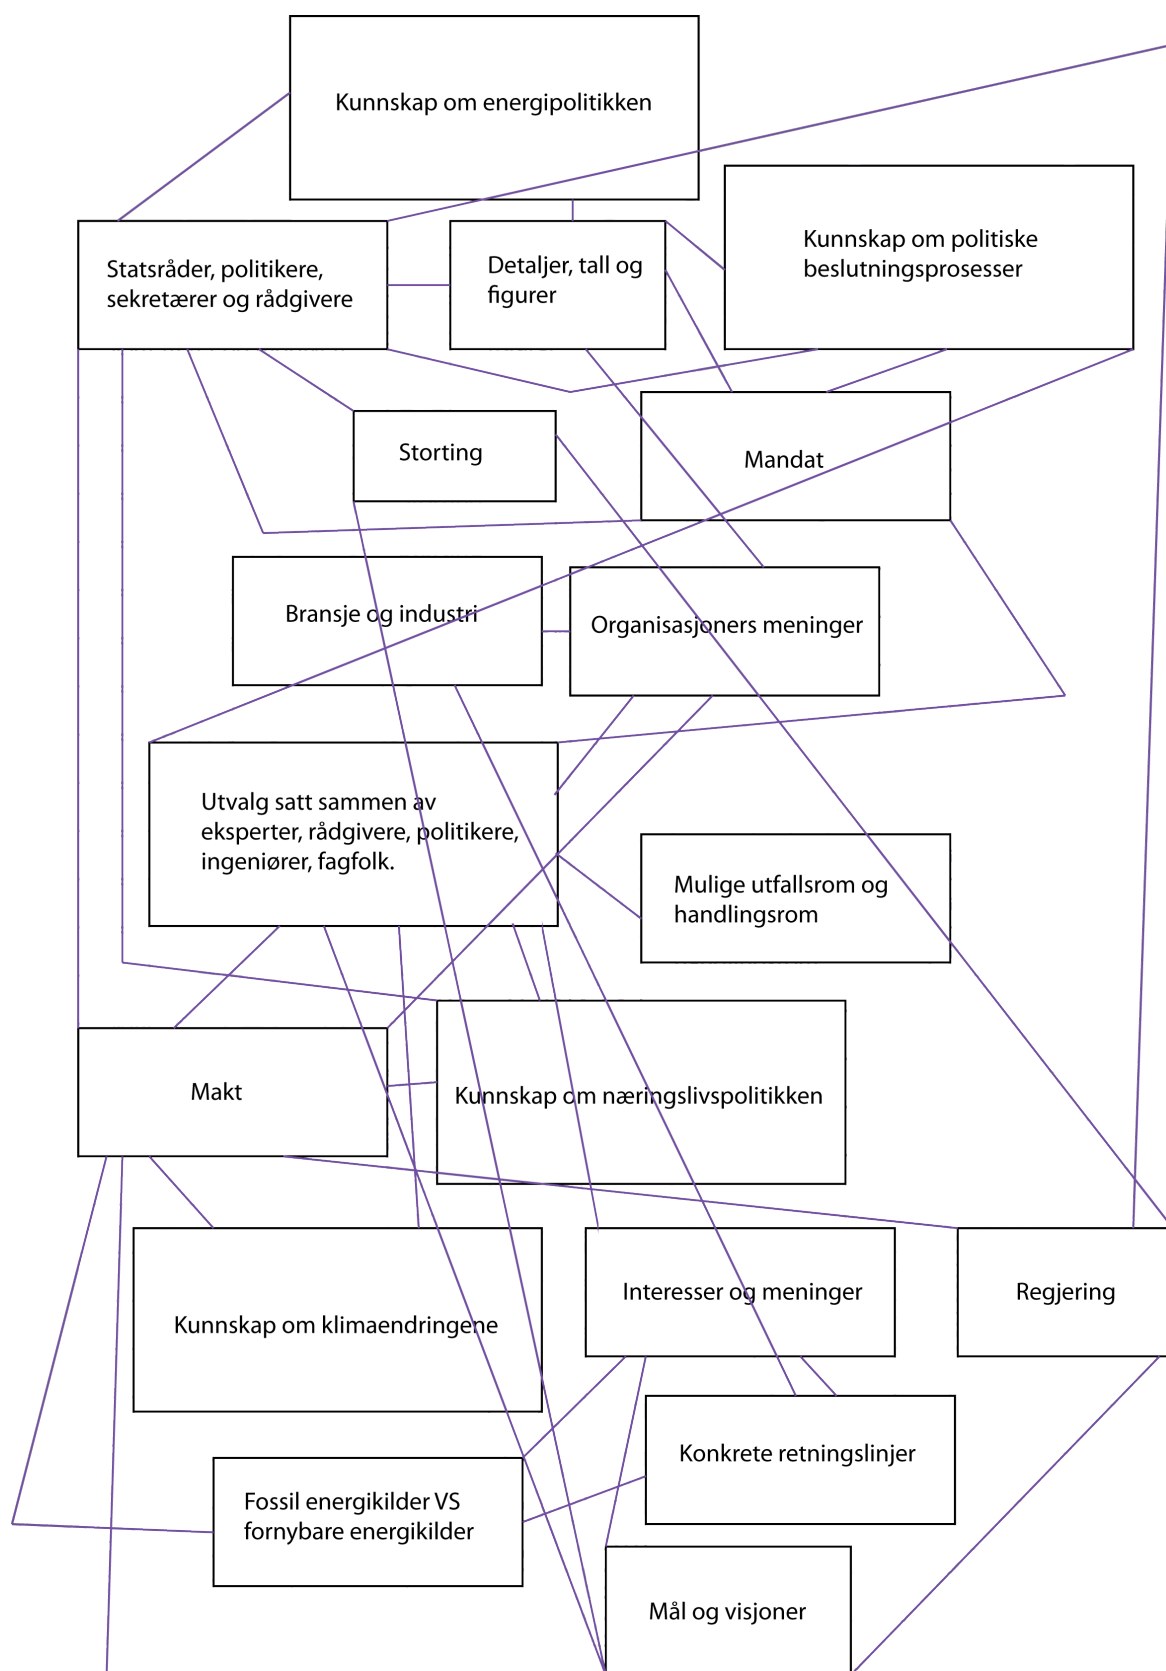 Kunnskap om energipolitikken
Kunnskap om politiske
beslutningsprosesser
Statsråder, politikere,
sekretærer og rådgivere
Detaljer, tall og
figurer
Storting
Mandat
Bransje og industri
Organisasjoners meninger
Utvalg satt sammen av
eksperter, rådgivere, politikere,
ingeniører, fagfolk.
Mulige utfallsrom og
handlingsrom
Makt
Kunnskap om næringslivspolitikken
Kunnskap om klimaendringene
Interesser og meninger
Regjering
Konkrete retningslinjer
Fossil energikilder VS
fornybare energikilder
Mål og visjoner